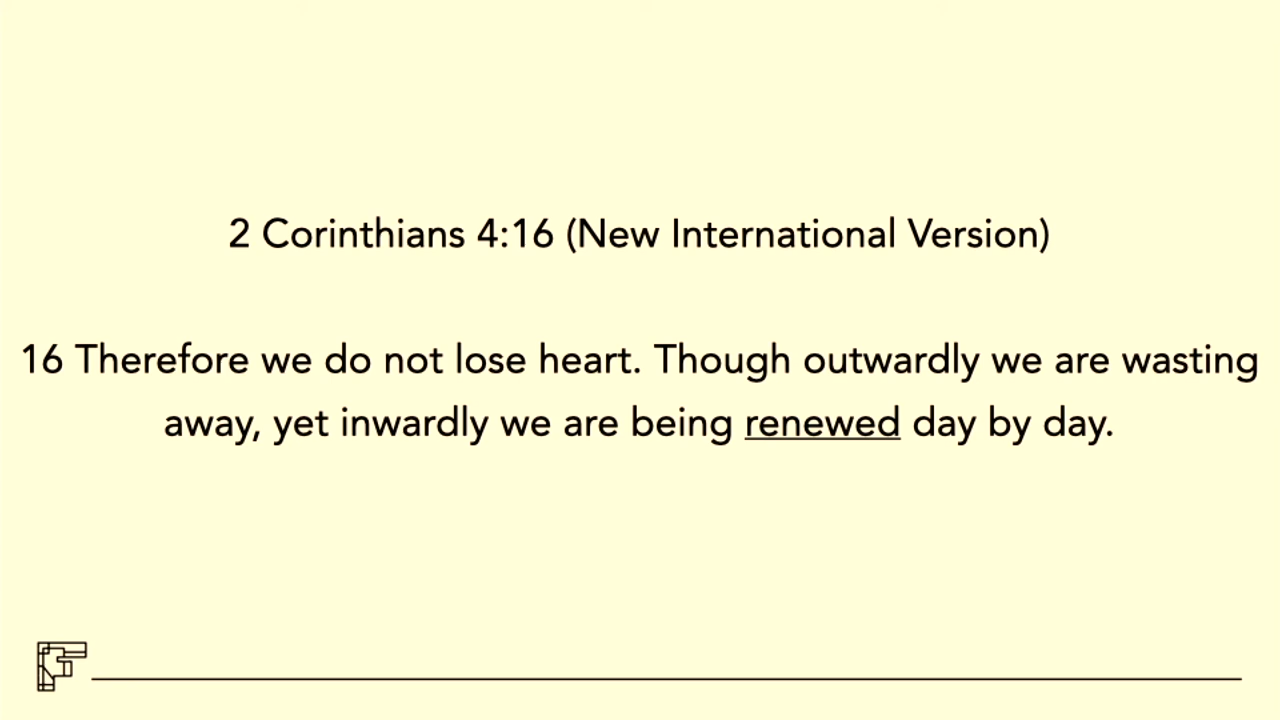 2 Corinthians 4:16 (New International Version)
16 Therefore we do not lose heart. Though outwardly we are wasting
away, yet inwardly we are being renewed day by day.